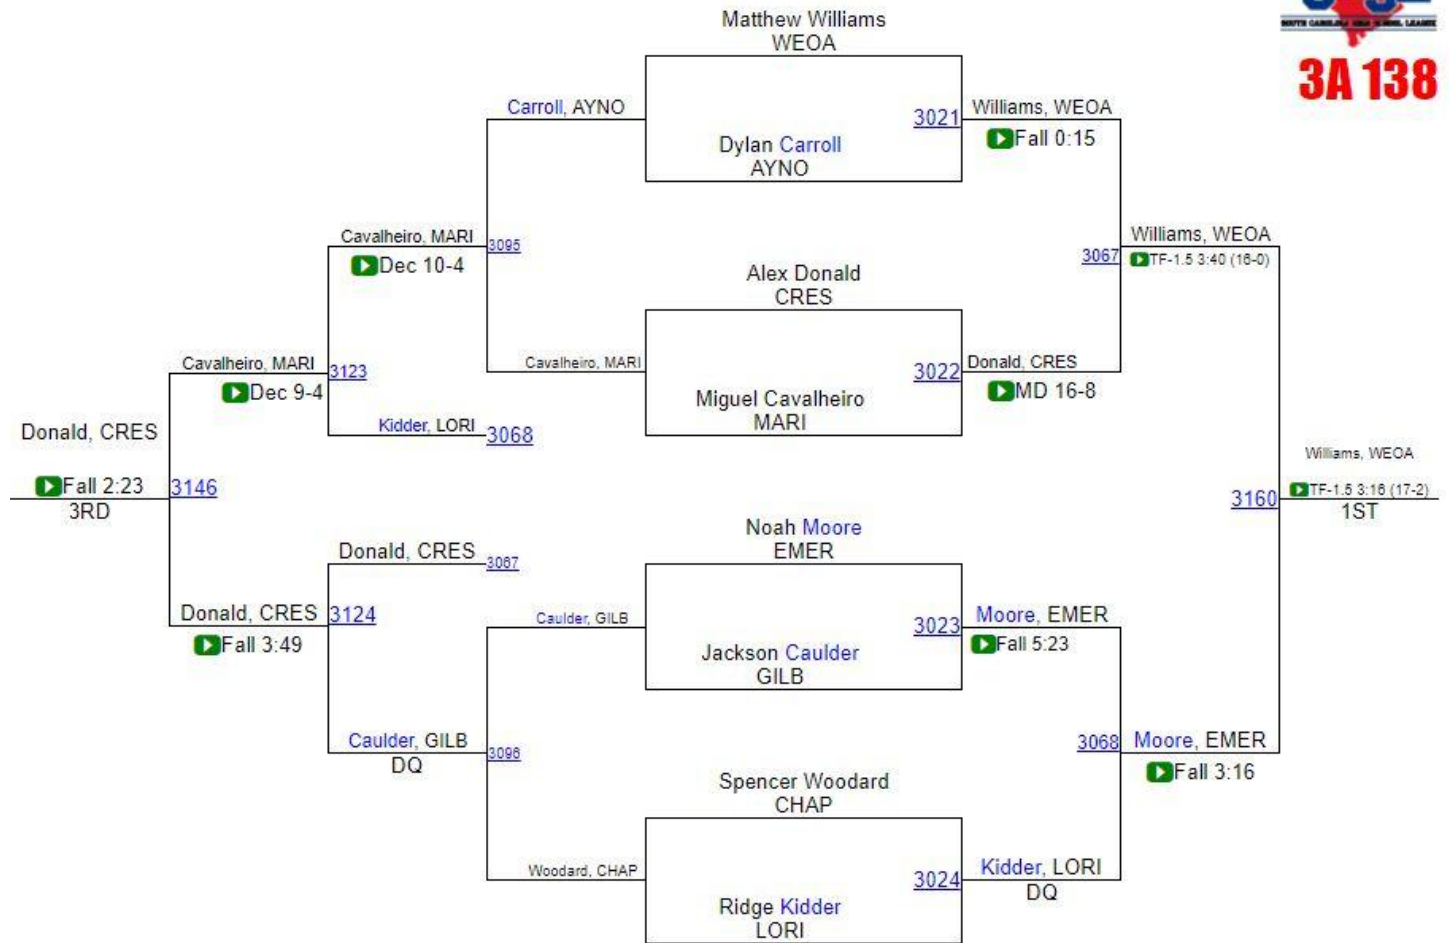 SOUTH CAROLINA HIGH SCHOOL LEAGUE
3A 138
Matthew Williams
WEOA
Carroll, AYNO
3021
Williams, WEOA
Fall 0:15
Dylan Carroll
AYNO
Cavalheiro, MARI
3095
Dec 10-4
Williams, WEOA
3067
TF-1.5 3:40 (16-0)
Alex Donald
CRES
Cavalheiro, MARI
3123
Dec 9-4
Cavalheiro, MARI
3022
Donald, CRES
MD 16-8
Miguel Cavalheiro
MARI
Kidder, LORI
3068
Donald, CRES
Fall 2:23
3146
3RD
Williams, WEOA
3160
TF-1.5 3:16 (17-2)
1ST
Noah Moore
EMER
Donald, CRES
3067
Donald, CRES
3124
Fall 3:49
Caulder, GILB
3023
Moore, EMER
Fall 5:23
Jackson Caulder
GILB
Caulder, GILB
3096
DQ
3068
Moore, EMER
Fall 3:16
Spencer Woodard
CHAP
Woodard, CHAP
3024
Kidder, LORI
DQ
Ridge Kidder
LORI